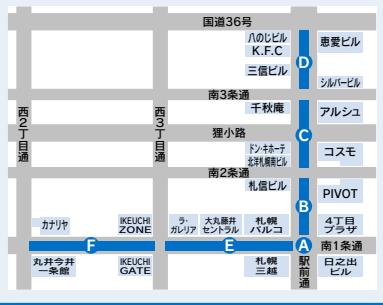 国道36号
八のじビル
K.F.C
恵愛ビル
三信ビル
D
シルバービル
南3条通
千秋庵
アルシュ
西2丁目通
西3丁目通
狸小路
C
ドン・キホーテ
北洋札幌南ビル
コスモ
南2条通
札信ビル
B
PIVOT
カナリヤ
IKEUCHI
ZONE
ラ・
ガレリア
大丸藤井
セントラル
札幌
パルコ
4丁目
プラザ
F
E
A
南1条通
丸井今井
一条館
IKEUCHI
GATE
札幌
三越
駅前通
日之出
ビル